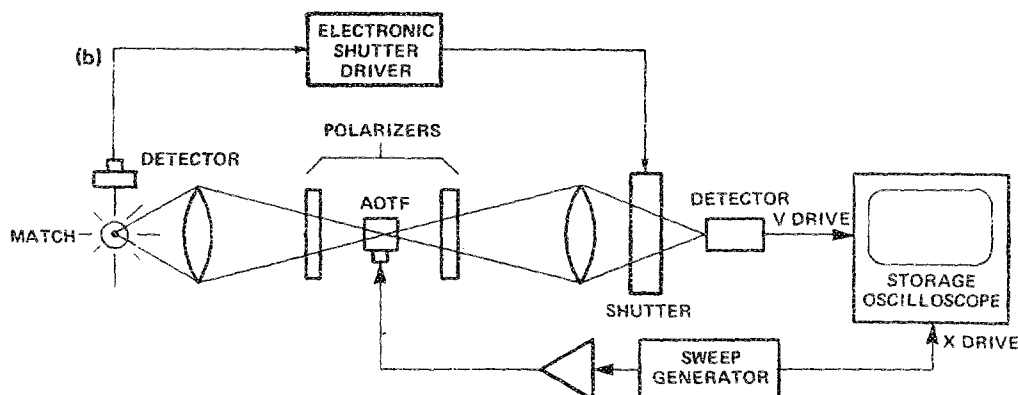 (b)
ELECTRONIC
SHUTTER
DRIVER
POLARIZERS
DETECTOR
AOTF
MATCH
DETECTOR
V DRIVE
SHUTTER
STORAGE
OSCILLOSCOPE
X DRIVE
SWEEP
GENERATOR